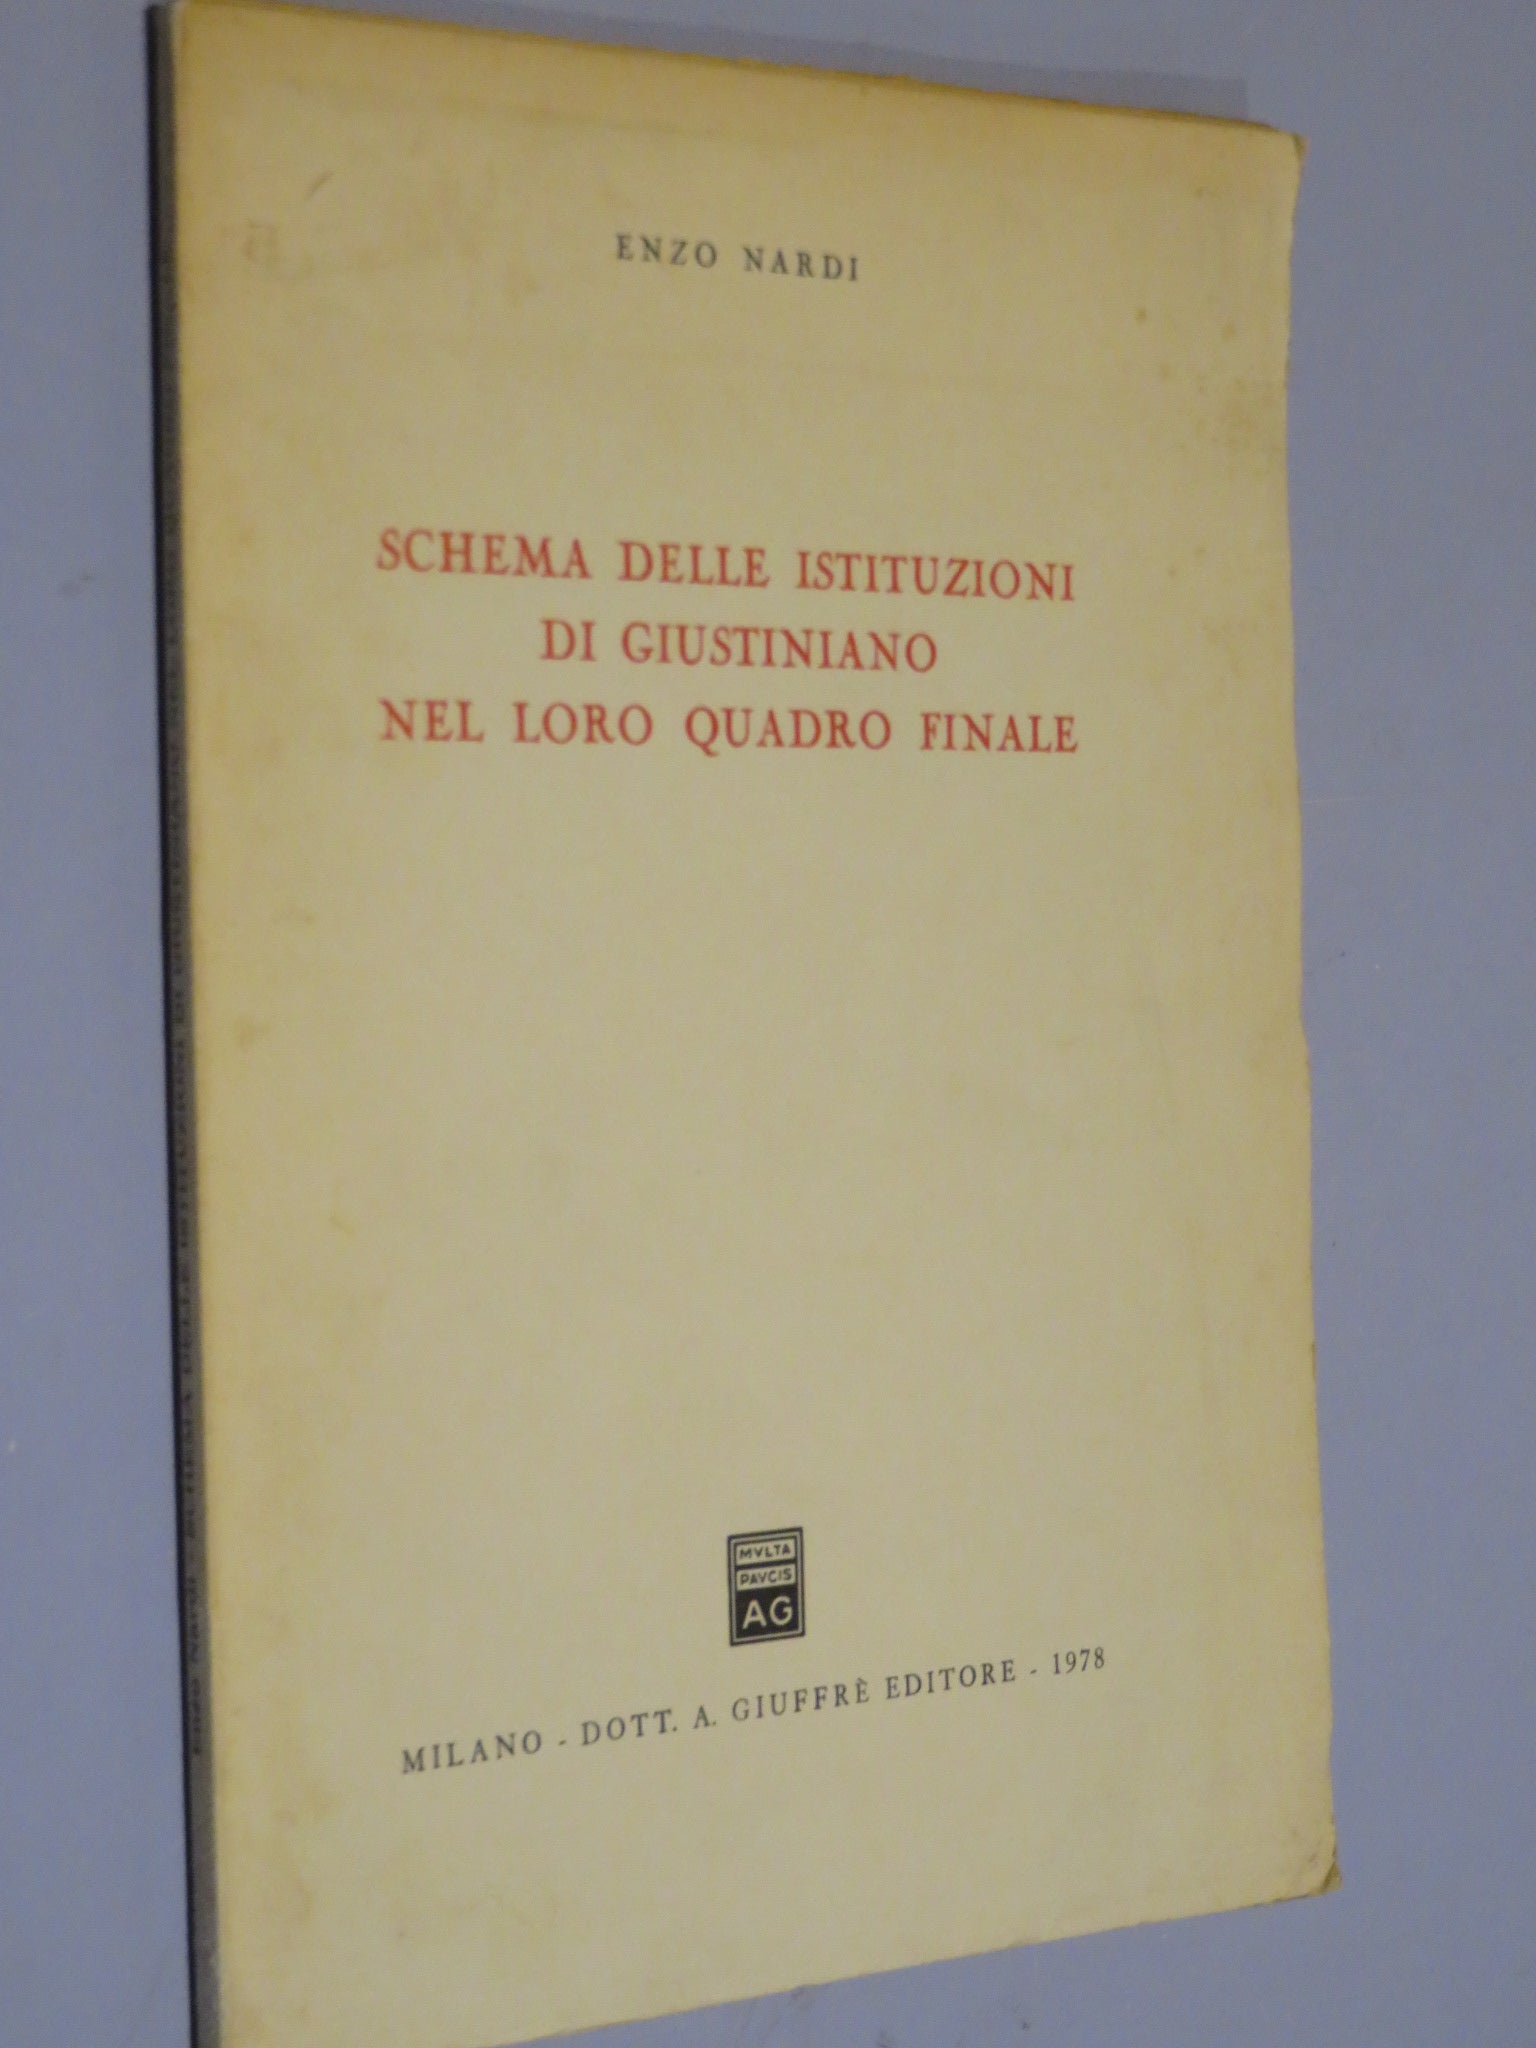 ENZO NARDI
SCHEMA DELLE ISTITUZIONI
DI GIUSTINIANO
NEL LORO QUADRO FINALE
MVLTA
PAVCIS
AG
MILANO - DOTT. A. GIUFFRÈ EDITORE - 1978